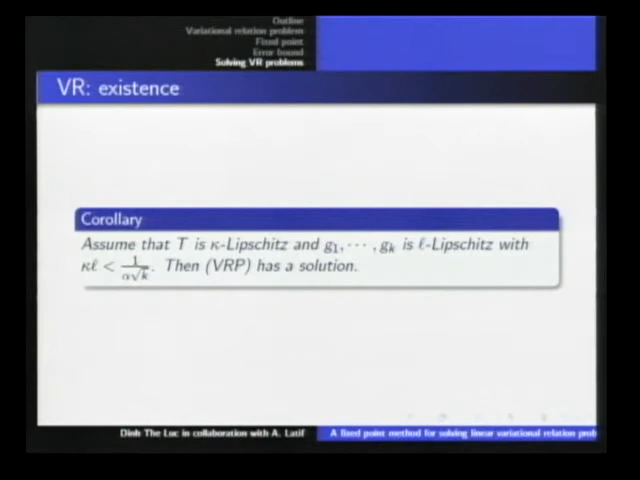 Outline
Variational relation problem
Fixed point
Error bound
Solving VR problems
VR: existence
Corollary
Assume that T is κ-Lipschitz and g₁, ⋯ , gₖ is ℓ-Lipschitz with
κℓ < 1/(α√k). Then (VRP) has a solution.
Dinh The Luc in collaboration with A. Latif
A fixed point method for solving linear variational relation prob